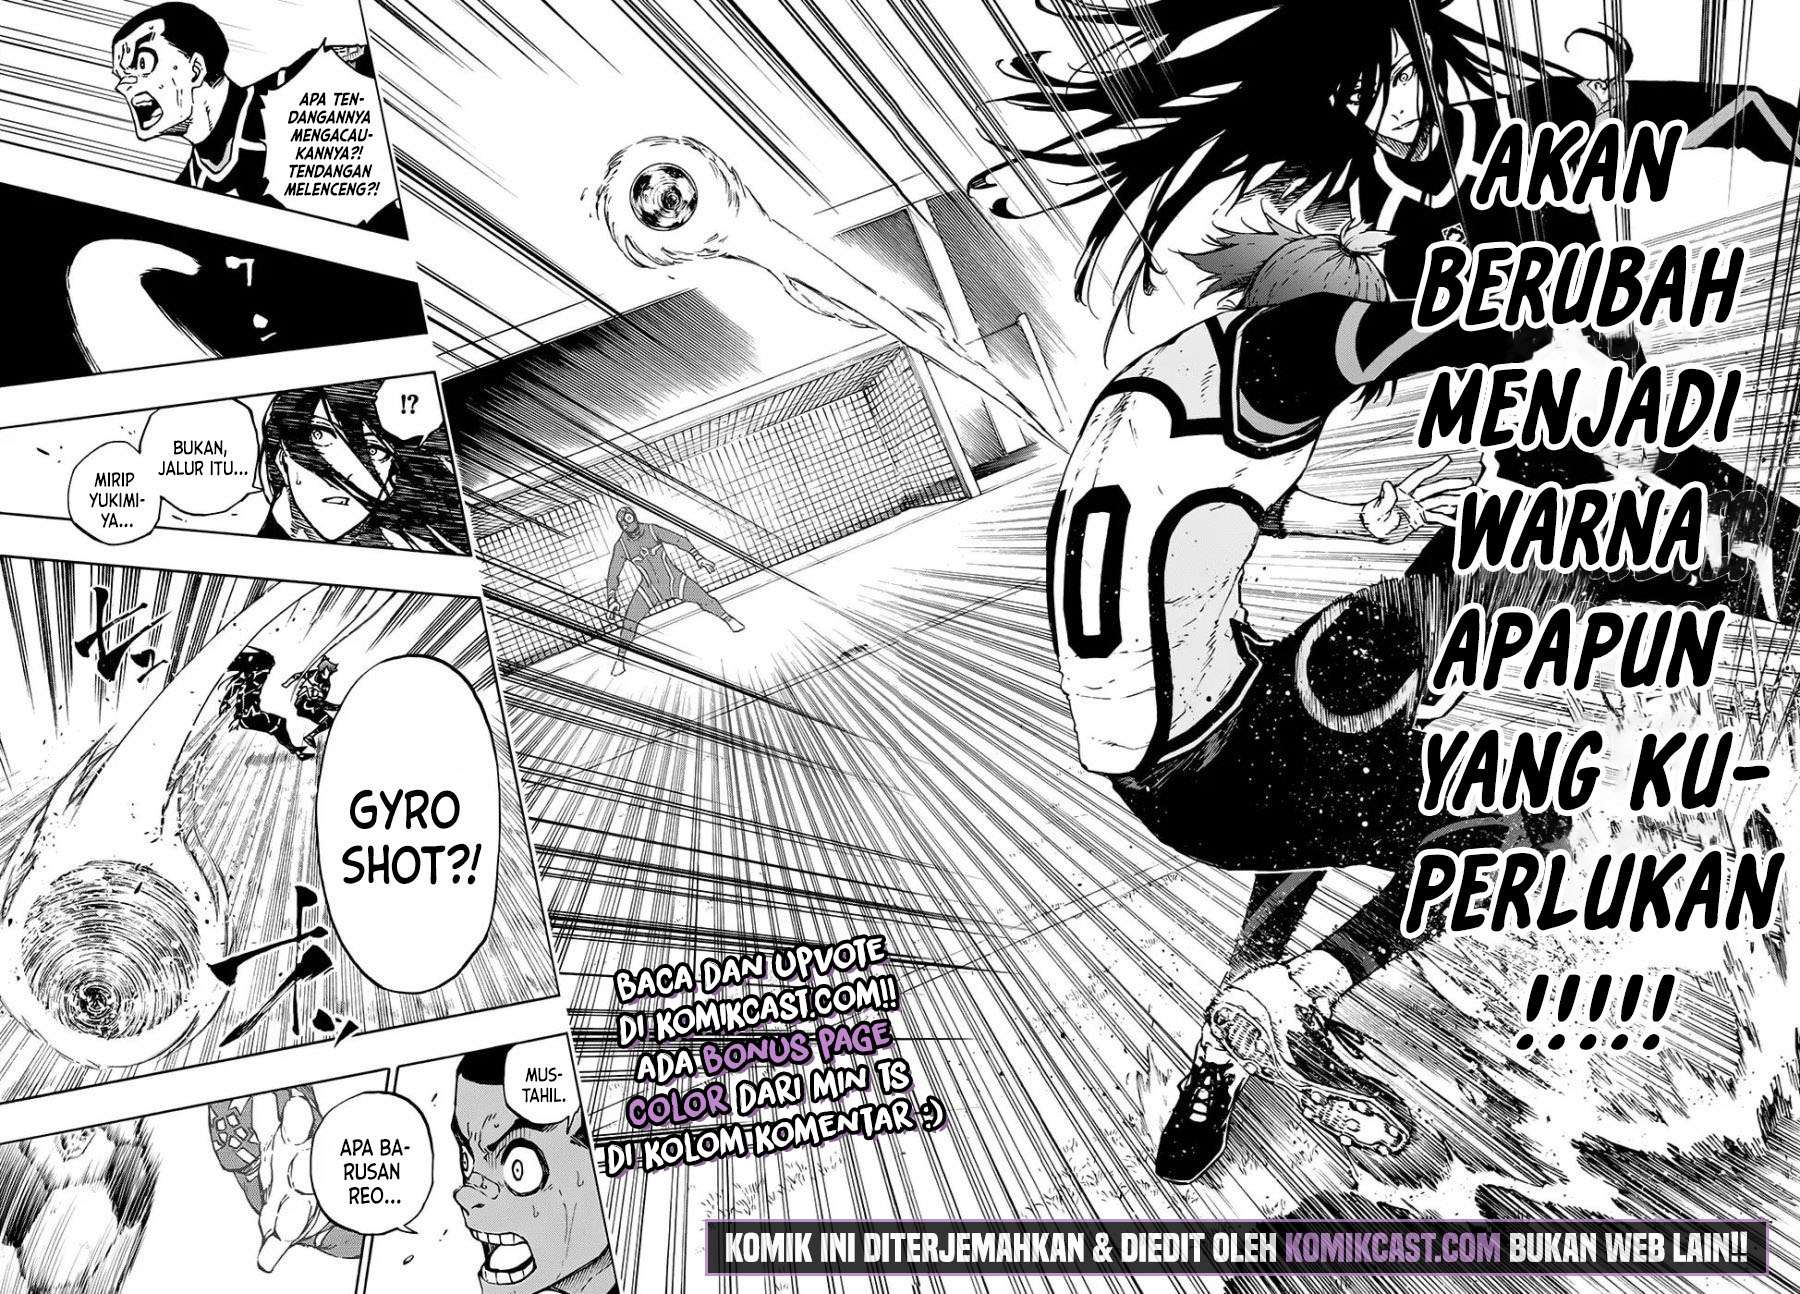 AKAN
BERUBAH
MENJADI
WARNA
APAPUN
YANG KU-
PERLUKAN
!!!!!
APA TEN-
DANGANNYA
MENGACAU-
KANNYA?!
TENDANGAN
MELENCENG?!
!?
BUKAN,
JALUR ITU...
MIRIP
YUKIMI-
YA...
GYRO
SHOT?!
MUS-
TAHIL.
APA BA-
RUSAN
REO...
BACA DAN UPVOTE
DI KOMIKCAST.COM!!
ADA BONUS PAGE
COLOR DARI MIN TS
DI KOLOM KOMENTAR :)
KOMIK INI DITERJEMAHKAN & DIEDIT OLEH KOMIKCAST.COM BUKAN WEB LAIN!!